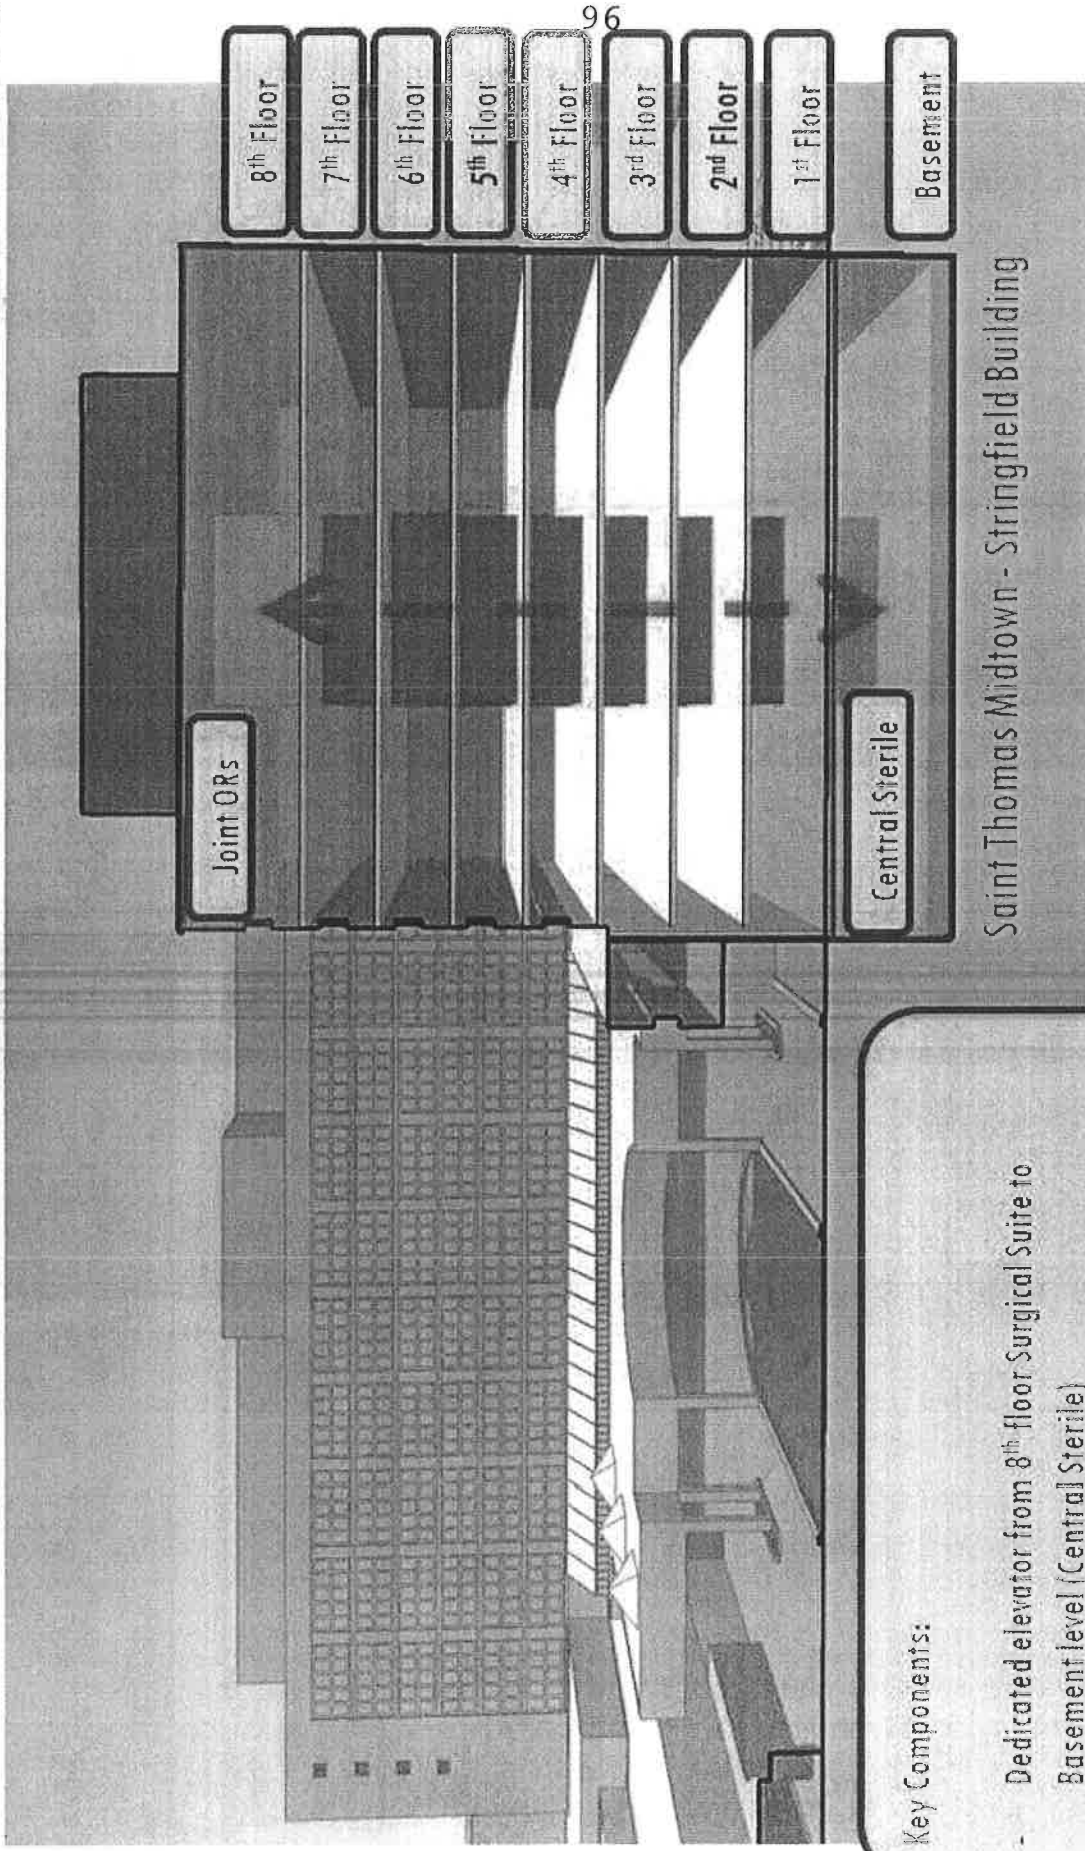 96
8th Floor
7th Floor
6th Floor
5th Floor
4th Floor
3rd Floor
2nd Floor
1st Floor
Basement
Joint ORs
Central Sterile
Saint Thomas Midtown - Stringfield Building
Key Components:
- Dedicated elevator from 8th floor Surgical Suite to
Basement level (Central Sterile)